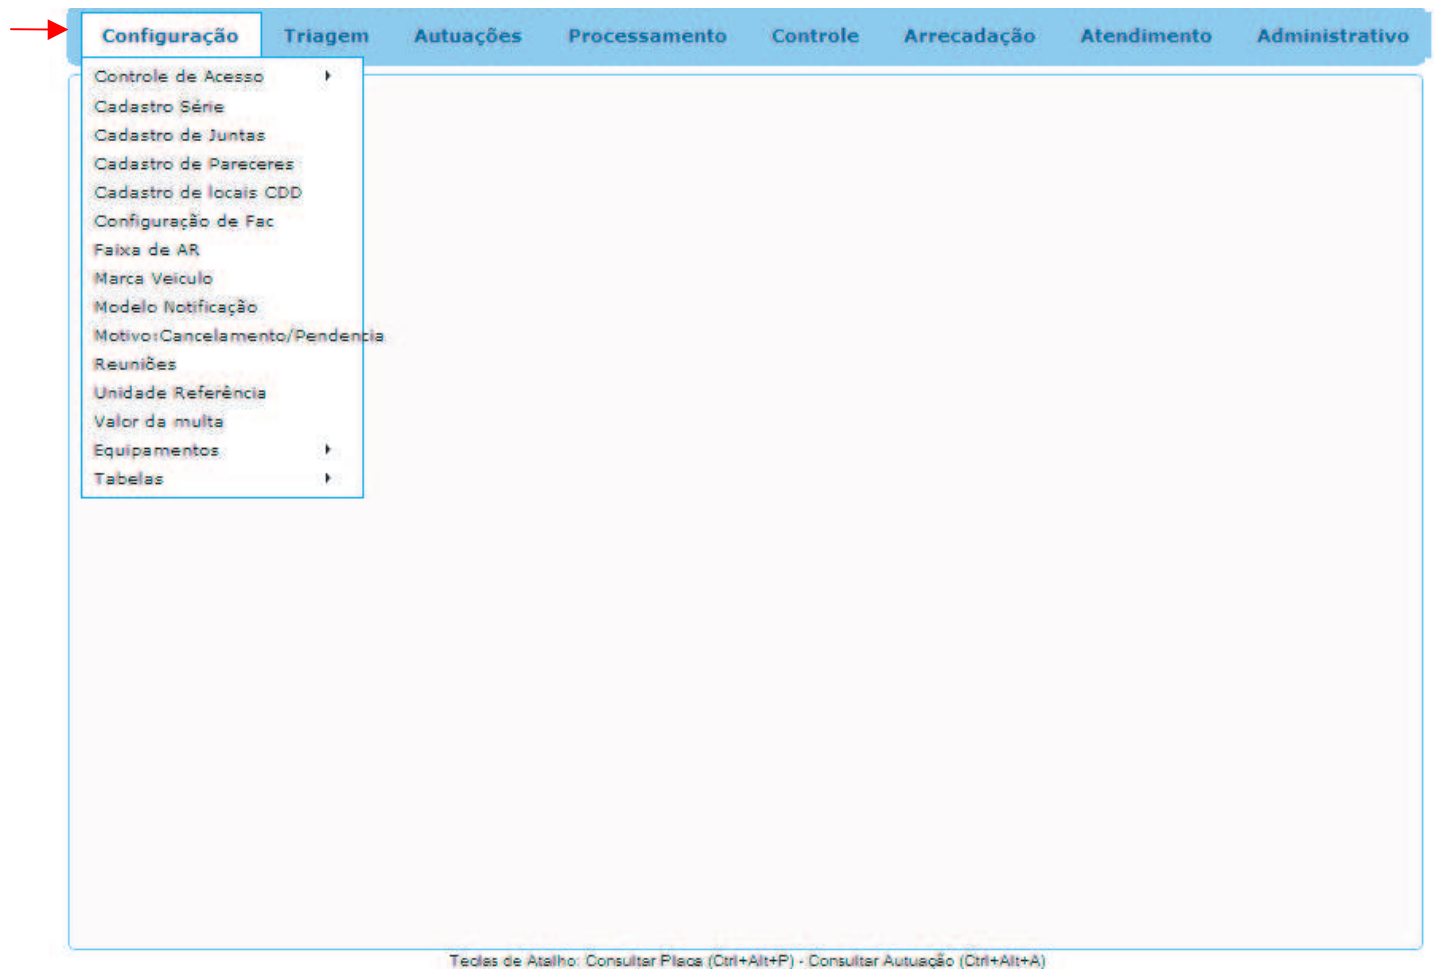 Configuração Triagem Autuações Processamento Controle Arrecadação Atendimento Administrativo
Controle de Acesso
Cadastro Série
Cadastro de Juntas
Cadastro de Pareceres
Cadastro de locais CDD
Configuração de Fac
Faixa de AR
Marca Veiculo
Modelo Notificação
Motivo:Cancelamento/Pendencia
Reuniões
Unidade Referência
Valor da multa
Equipamentos
Tabelas
Teclas de Atalho: Consultar Placa (Ctrl+Alt+P) - Consultar Autuação (Ctrl+Alt+A)